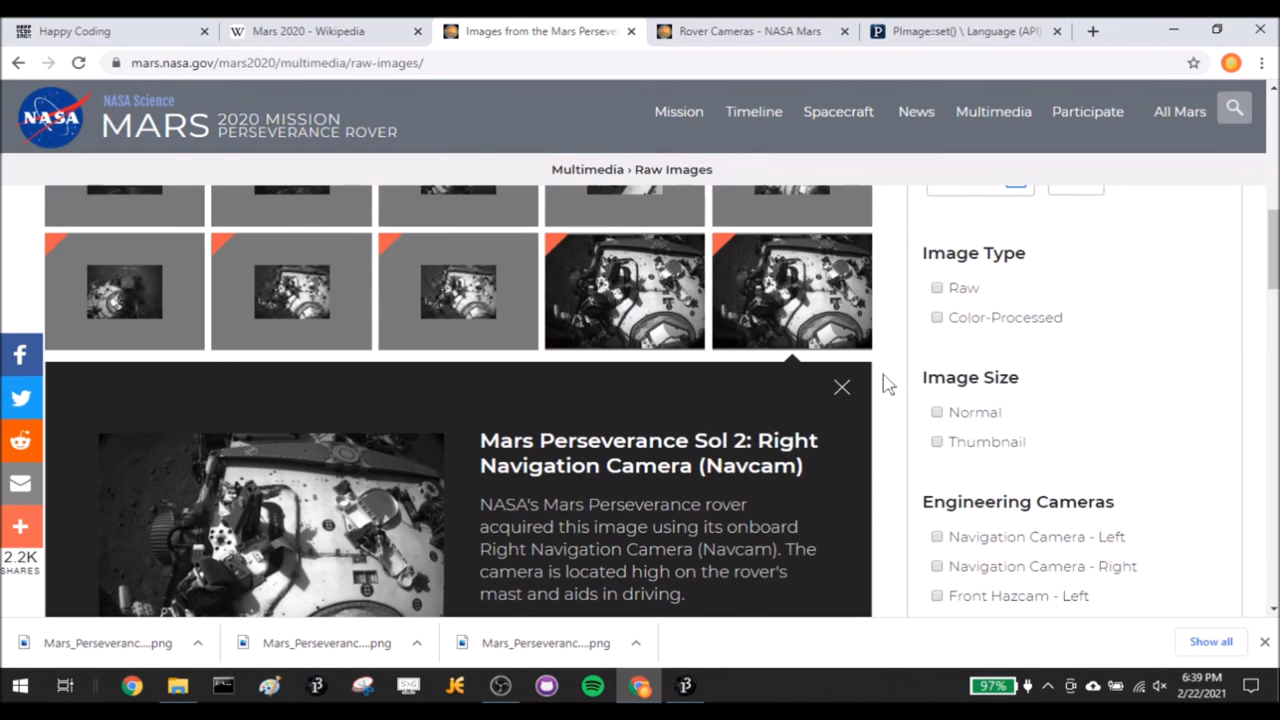 Happy Coding
Mars 2020 - Wikipedia
Images from the Mars Perseve
Rover Cameras - NASA Mars
PImage::set() \ Language (API)
mars.nasa.gov/mars2020/multimedia/raw-images/
NASA
NASA Science
MARS
2020 MISSION
PERSEVERANCE ROVER
Mission
Timeline
Spacecraft
News
Multimedia
Participate
All Mars
Multimedia › Raw Images
Image Type
Raw
Color-Processed
Image Size
Normal
Thumbnail
Engineering Cameras
Navigation Camera - Left
Navigation Camera - Right
Front Hazcam - Left
2.2K
SHARES
Mars Perseverance Sol 2: Right
Navigation Camera (Navcam)
NASA's Mars Perseverance rover
acquired this image using its onboard
Right Navigation Camera (Navcam). The
camera is located high on the rover's
mast and aids in driving.
Mars_Perseveranc....png
Mars_Perseveranc....png
Mars_Perseveranc....png
Show all
97%
6:39 PM
2/22/2021